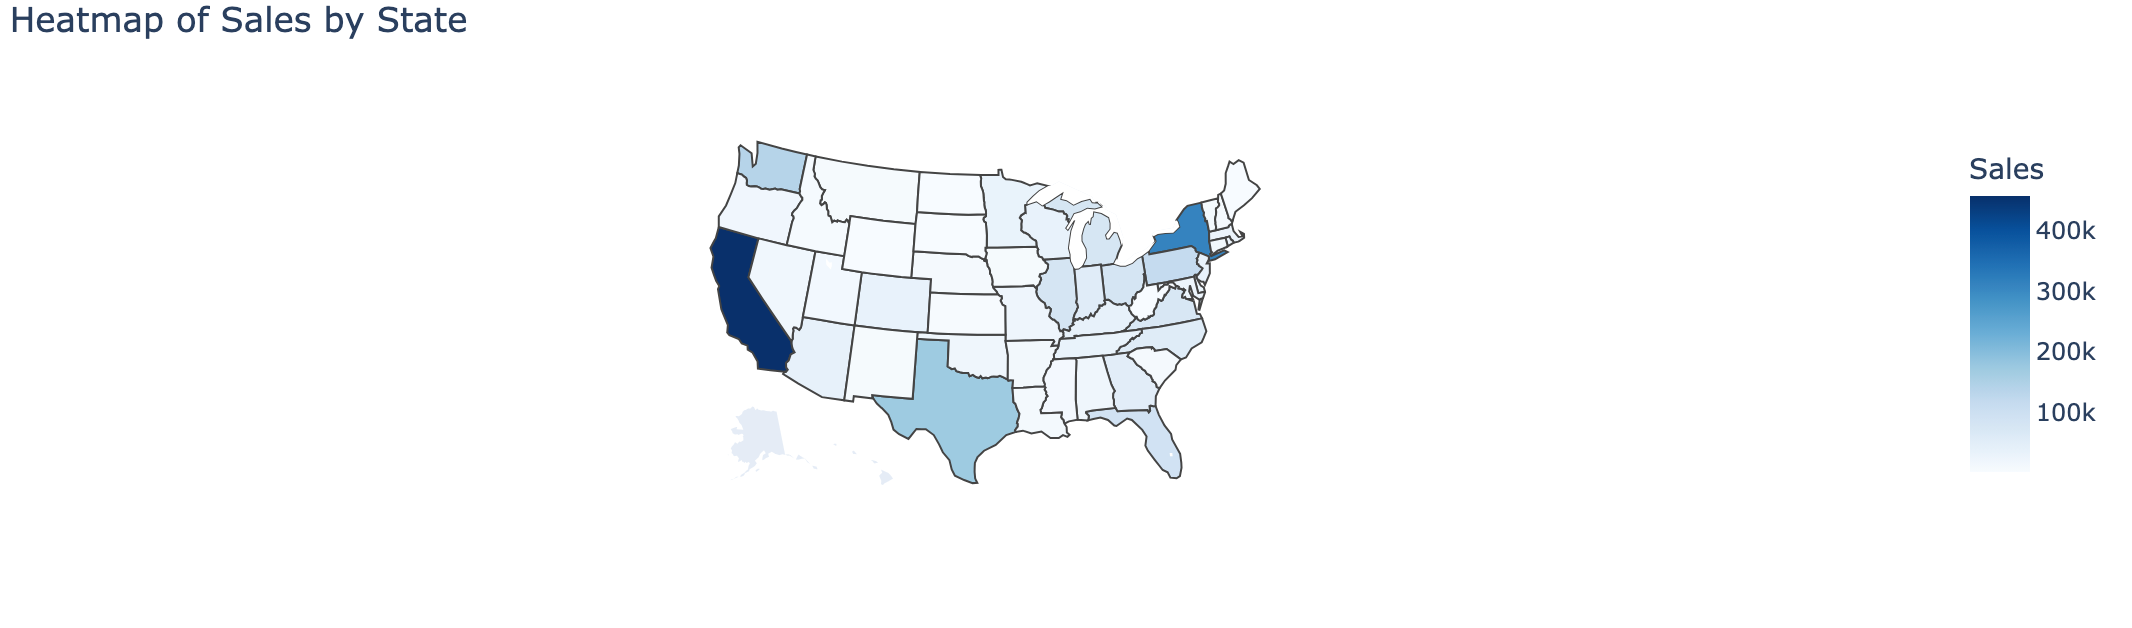 Heatmap of Sales by State
Sales
400k
300k
200k
100k